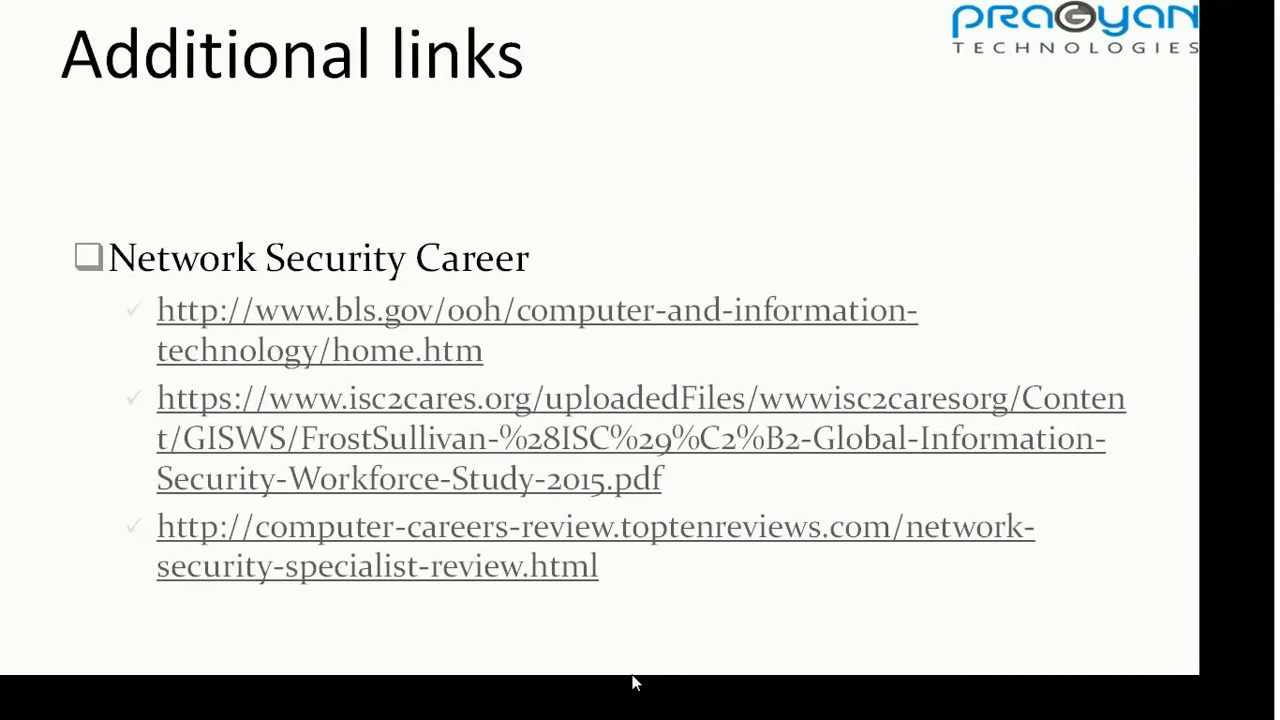 Additional links
PRAGYAN
TECHNOLOGIES
Network Security Career
http://www.bls.gov/ooh/computer-and-information-
technology/home.htm
https://www.isc2cares.org/uploadedFiles/wwwisc2caresorg/Conten
t/GISWS/FrostSullivan-%28ISC%29%C2%B2-Global-Information-
Security-Workforce-Study-2015.pdf
http://computer-careers-review.toptenreviews.com/network-
security-specialist-review.html